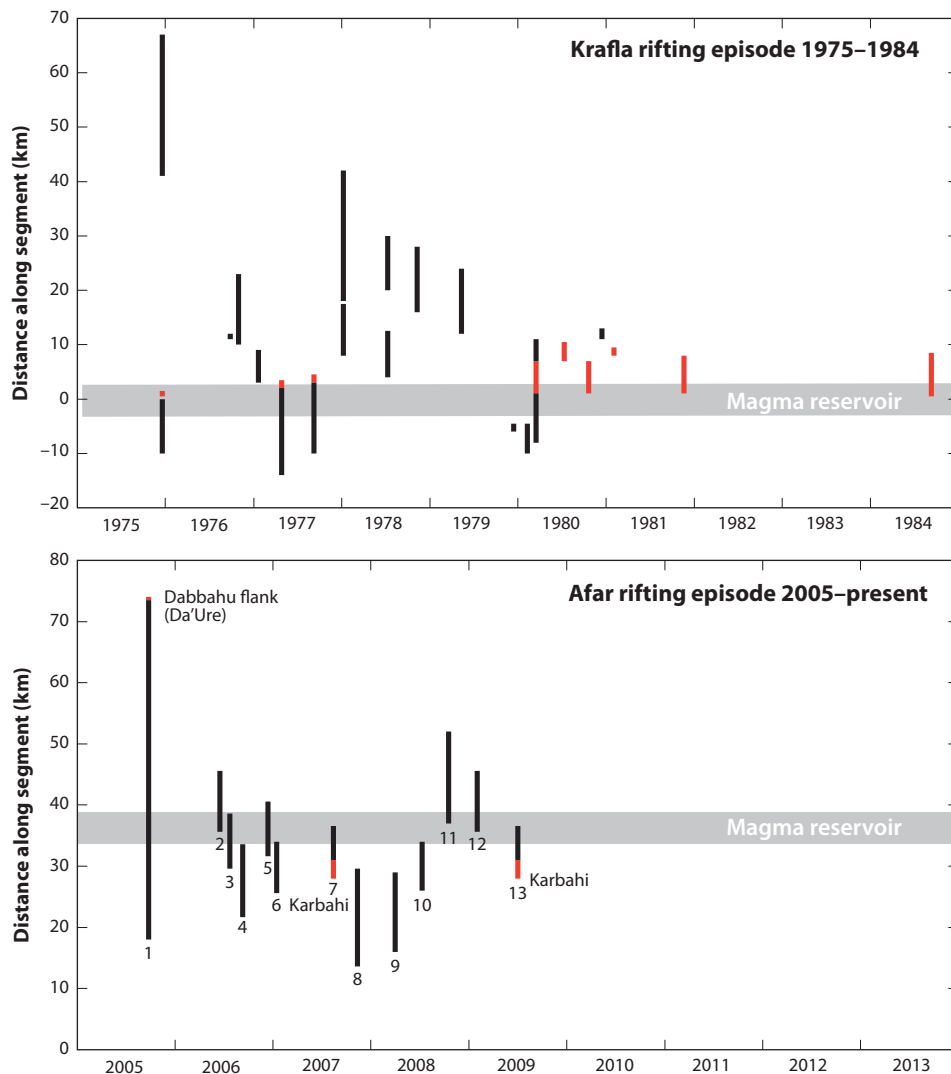 Krafla rifting episode 1975–1984
Distance along segment (km)
70
60
50
40
30
20
10
0
–10
–20
Magma reservoir
1975 1976 1977 1978 1979 1980 1981 1982 1983 1984
Afar rifting episode 2005–present
Distance along segment (km)
80
70
60
50
40
30
20
10
0
Dabbahu flank
(Da'Ure)
Magma reservoir
1
2
3
4
5
6
7
Karbahi
8
9
10
11
12
13
Karbahi
2005 2006 2007 2008 2009 2010 2011 2012 2013